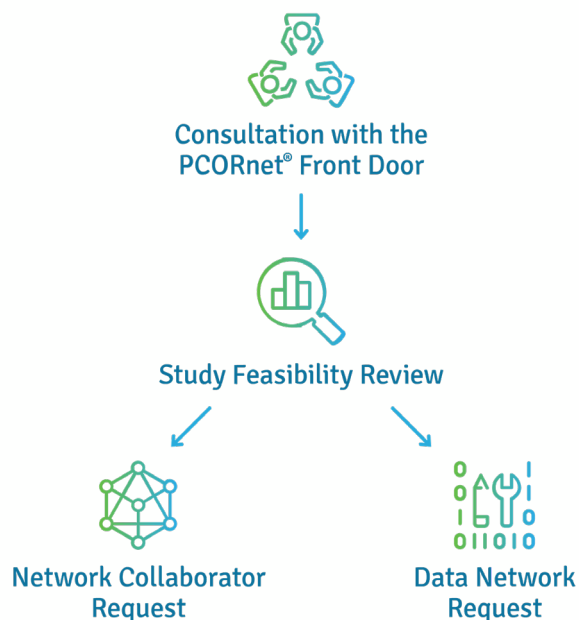 Consultation with the
PCORnet® Front Door
Study Feasibility Review
Network Collaborator
Request
Data Network
Request